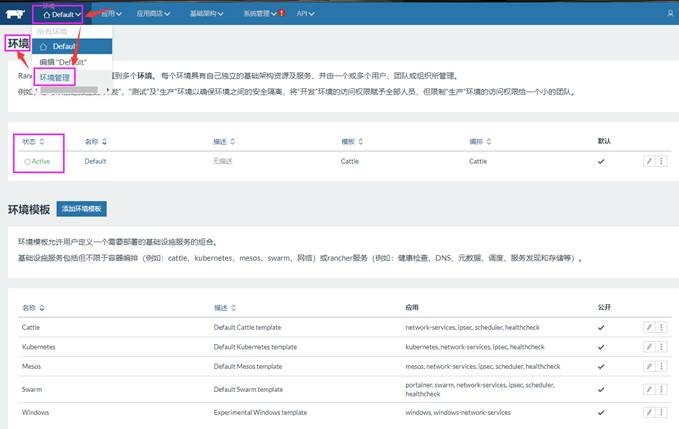 环境
Default 应用 应用商店 基础架构 系统管理 1 API
所有环境
Default
编辑 "Default"
环境管理
环境
到多个环境。 每个环境具有自己独立的基础架构资源及服务，并由一个或多个用户、团队或组织所管理。
发"、"测试"及"生产"环境以确保环境之间的安全隔离，将"开发"环境的访问权限赋予全部人员，但限制"生产"环境的访问权限给一个小的团队。
状态 名称 描述 模板 编排 默认
Active Default 无描述 Cattle Cattle
环境模板 添加环境模板
环境模板允许用户定义一个需要部署的基础设施服务的组合。
基础设施服务包括但不限于容器编排（例如：cattle、kubernetes、mesos、swarm、网络）或rancher服务（例如：健康检查、DNS、元数据、调度、服务发现和存储等）。
名称 描述 应用 公开
Cattle Default Cattle template network-services, ipsec, scheduler, healthcheck
Kubernetes Default Kubernetes template kubernetes, network-services, ipsec, healthcheck
Mesos Default Mesos template mesos, network-services, ipsec, scheduler, healthcheck
Swarm Default Swarm template portainer, swarm, network-services, ipsec, scheduler,
healthcheck
Windows Experimental Windows template windows, windows-network-services